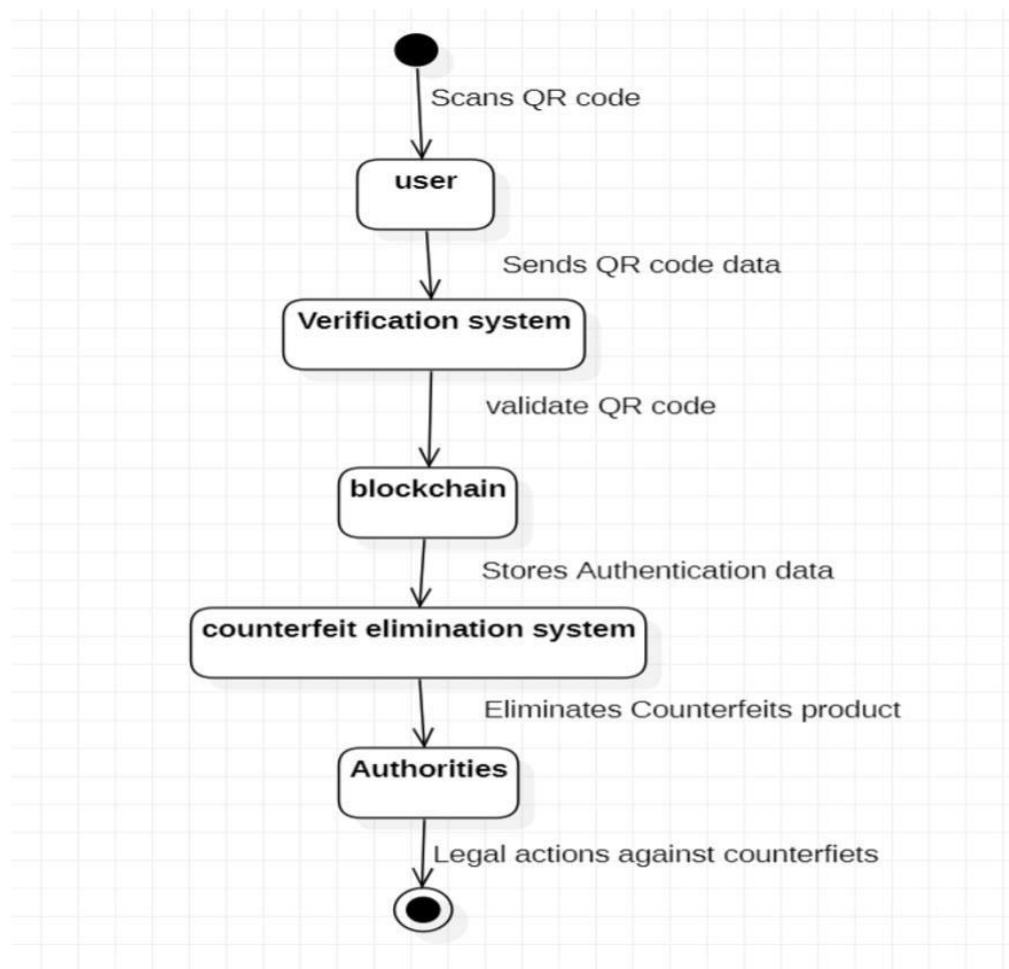 Scans QR code
user
Sends QR code data
Verification system
validate QR code
blockchain
Stores Authentication data
counterfeit elimination system
Eliminates Counterfeits product
Authorities
Legal actions against counterfiets